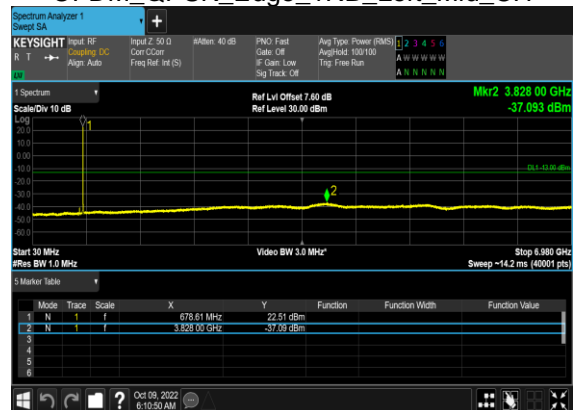 Spectrum Analyzer 1
Swept SA
+
KEYSIGHT Input: RF Input Z: 50 Ω #Atten: 40 dB PNO: Fast Avg Type: Power (RMS) 1 2 3 4 5 6
R T Coupling: DC Corr CCorr Gate: Off Avg|Hold: 100/100 A W W W W W
Align: Auto Freq Ref: Int (S) IF Gain: Low Trig: Free Run
LW Sig Track: Off A N N N N N
1 Spectrum Ref Lvl Offset 7.60 dB Mkr2 3.828 00 GHz
Scale/Div 10 dB Ref Level 30.00 dBm -37.093 dBm
Log
1
20.0
10.0
0.00
-10.0 DL1 -13.00 dBm
-20.0
-30.0 2
-40.0
-50.0
-60.0
Start 30 MHz Video BW 3.0 MHz* Stop 6.980 GHz
#Res BW 1.0 MHz Sweep ~14.2 ms (40001 pts)
5 Marker Table
Mode Trace Scale X Y Function Function Width Function Value
1 N 1 f 678.61 MHz 22.51 dBm
2 N 1 f 3.828 00 GHz -37.09 dBm
3
4
5
6
? Oct 09, 2022
6:10:50 AM